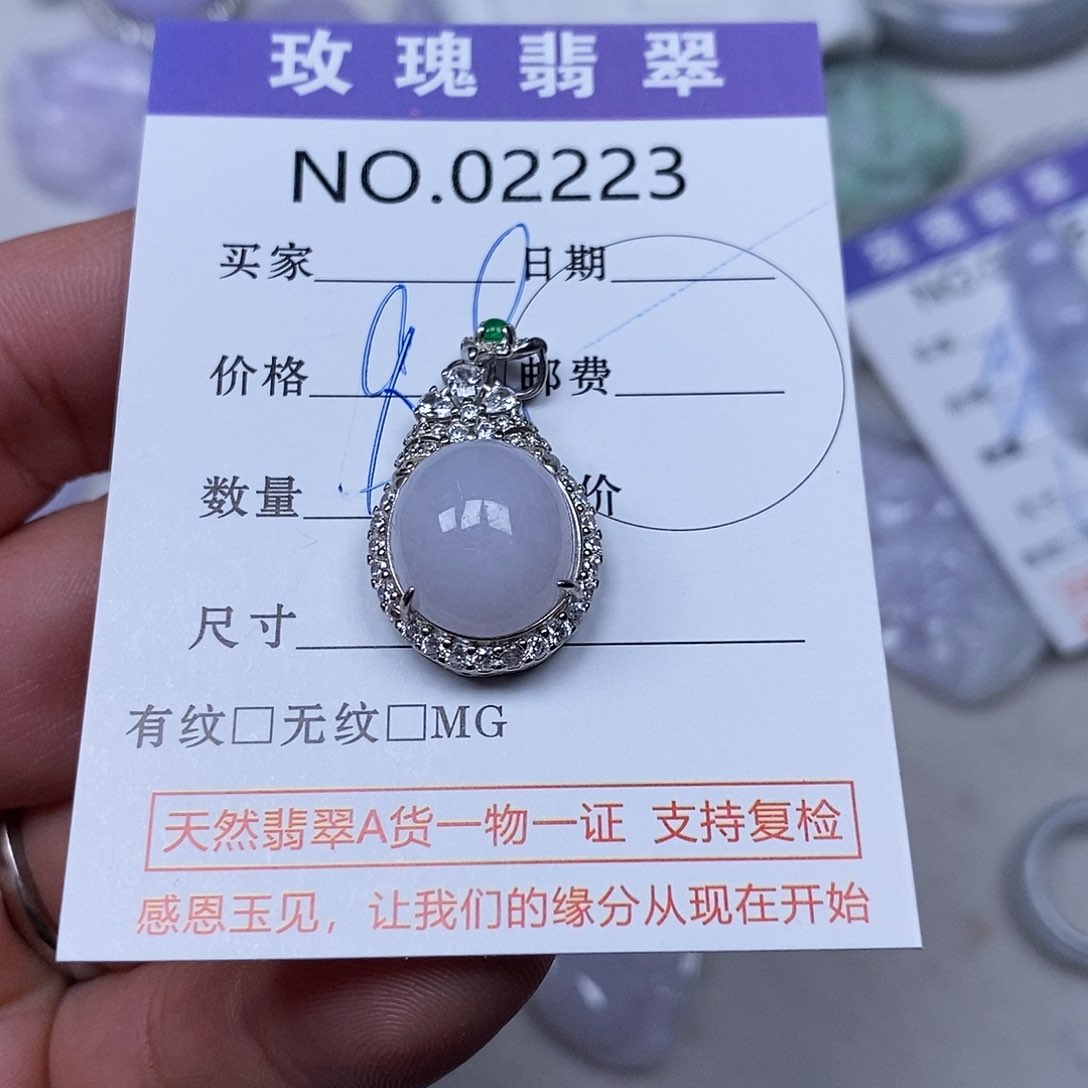 玫瑰翡翠
NO.02223
买家 日期
价格 邮费
数量 价
尺寸
有纹□无纹□MG
天然翡翠A货一物一证 支持复检
感恩玉见，让我们的缘分从现在开始